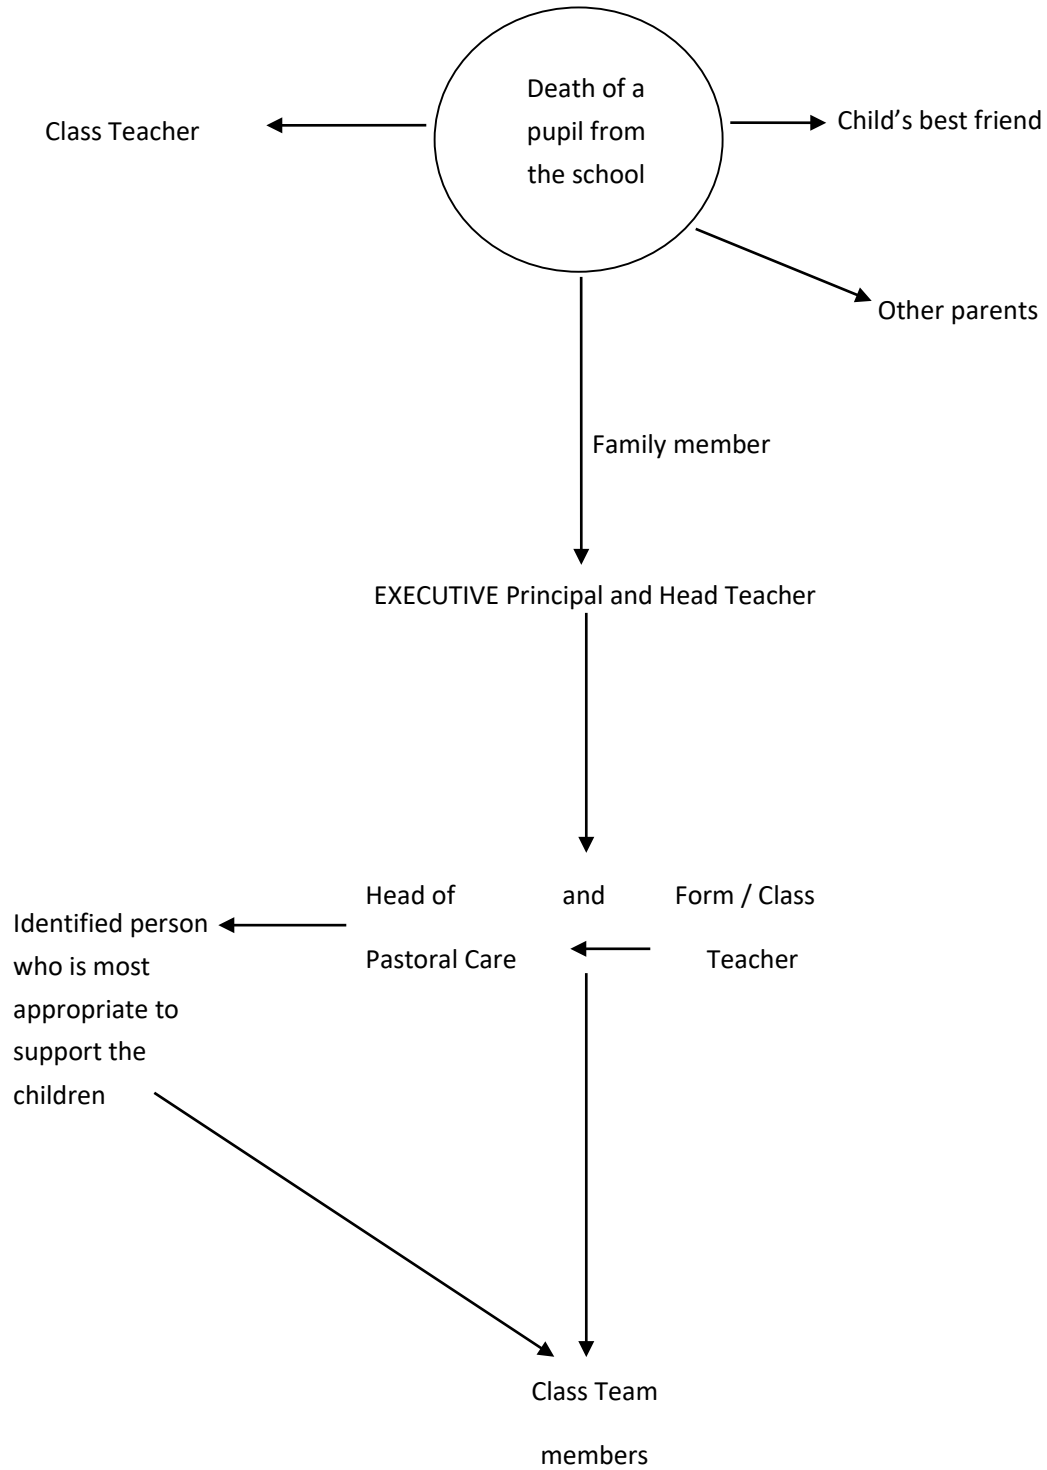 Death of a
pupil from
the school
Class Teacher
Child’s best friend
Other parents
Family member
EXECUTIVE Principal and Head Teacher
Head of and Form / Class
Pastoral Care Teacher
Identified person
who is most
appropriate to
support the
children
Class Team
members